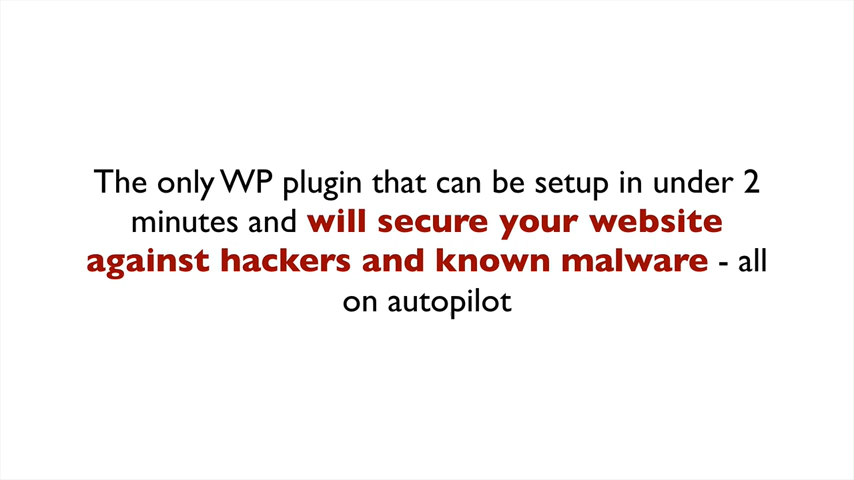 The only WP plugin that can be setup in under 2
minutes and will secure your website
against hackers and known malware - all
on autopilot